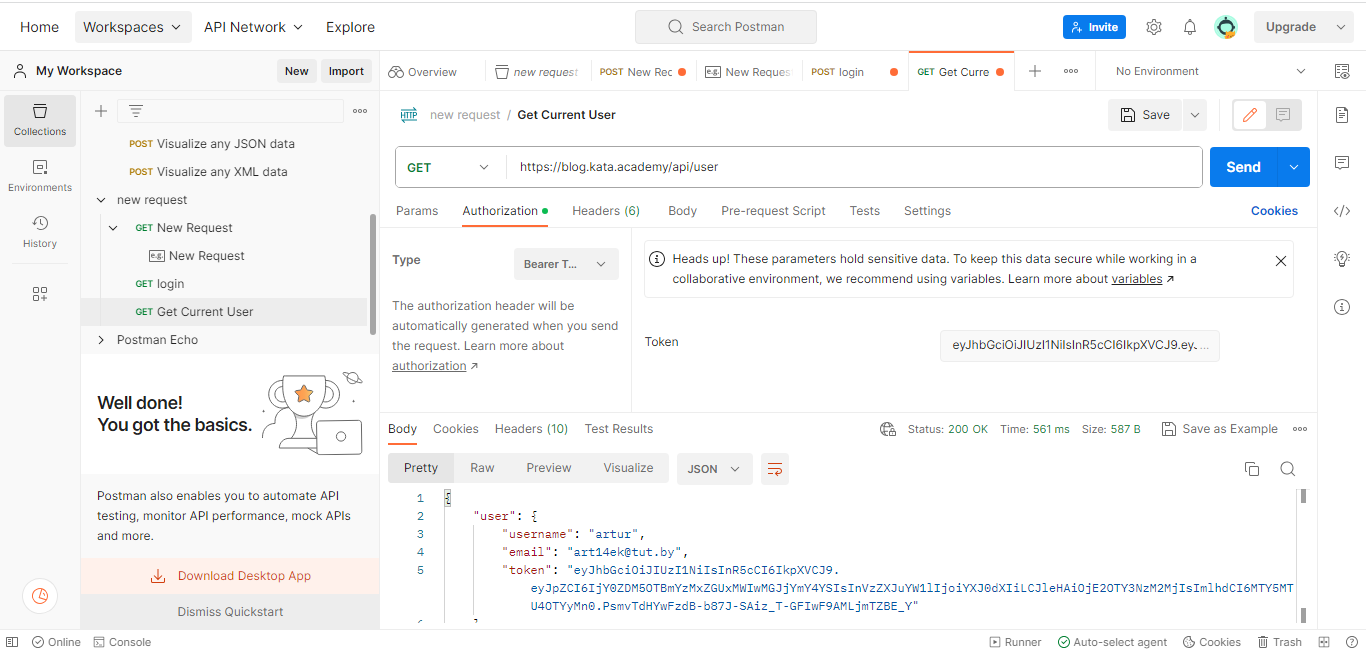 Home Workspaces API Network Explore Search Postman Invite Upgrade
My Workspace New Import Overview new request POST New Rec New Reques POST login GET Get Curre No Environment
new request / Get Current User Save
Collections
Environments
History
POST Visualize any JSON data
POST Visualize any XML data
new request
GET New Request
e.g. New Request
GET login
GET Get Current User
Postman Echo
Well done!
You got the basics.
Postman also enables you to automate API
testing, monitor API performance, mock APIs
and more.
Download Desktop App
Dismiss Quickstart
HTTP
GET https://blog.kata.academy/api/user Send
Params Authorization Headers (6) Body Pre-request Script Tests Settings Cookies
Type Bearer T...
The authorization header will be
automatically generated when you send
the request. Learn more about
authorization ↗
Heads up! These parameters hold sensitive data. To keep this data secure while working in a
collaborative environment, we recommend using variables. Learn more about variables ↗
Token eyJhbGciOiJIUzI1NiIsInR5cCI6IkpXVCJ9.ey...
Body Cookies Headers (10) Test Results Status: 200 OK Time: 561 ms Size: 587 B Save as Example
Pretty Raw Preview Visualize JSON
1 {
2 "user": {
3 "username": "artur",
4 "email": "art14ek@tut.by",
5 "token": "eyJhbGciOiJIUzI1NiIsInR5cCI6IkpXVCJ9.
eyJpZCI6IjY0ZDM5OTBmYzMxZGUxMWIwMGJjYmY4YSIsInVzZXJuYW1lIjoiYXJ0dXIiLCJleHAiOjE2OTY3NzM2MjIsImlhdCI6MTY5MT
U4OTYyMn0.PsmvTdHYwFzdB-b87J-SAiz_T-GFIwF9AMLjmTZBE_Y"
Online Console Runner Auto-select agent Cookies Trash